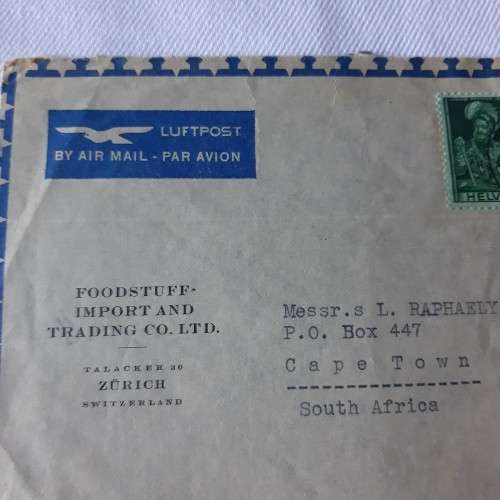 LUFTPOST
BY AIR MAIL - PAR AVION
HELV
FOODSTUFF-
IMPORT AND
TRADING CO. LTD.
TALACKER 30
ZÜRICH
SWITZERLAND
Messr.s L. RAPHAELY
P.O. Box 447
Cape Town
South Africa